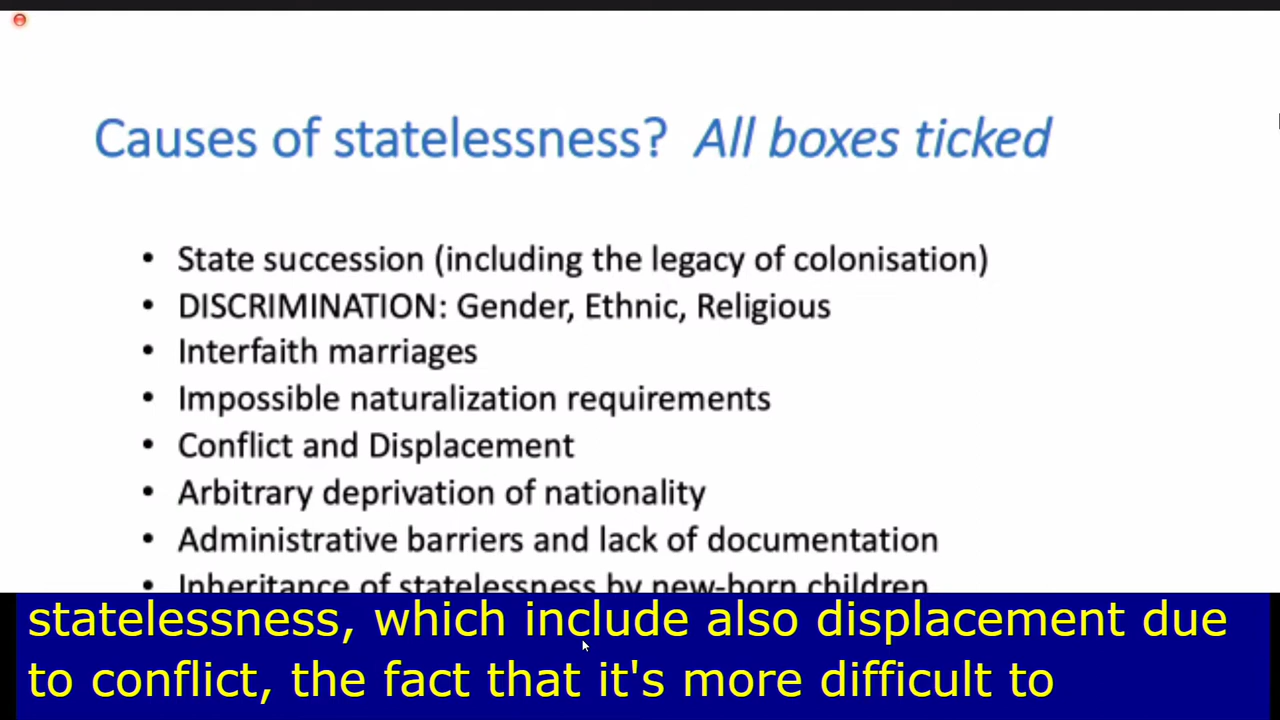 Causes of statelessness? All boxes ticked
• State succession (including the legacy of colonisation)
• DISCRIMINATION: Gender, Ethnic, Religious
• Interfaith marriages
• Impossible naturalization requirements
• Conflict and Displacement
• Arbitrary deprivation of nationality
• Administrative barriers and lack of documentation
• Inheritance of statelessness by new-born children
statelessness, which include also displacement due
to conflict, the fact that it's more difficult to